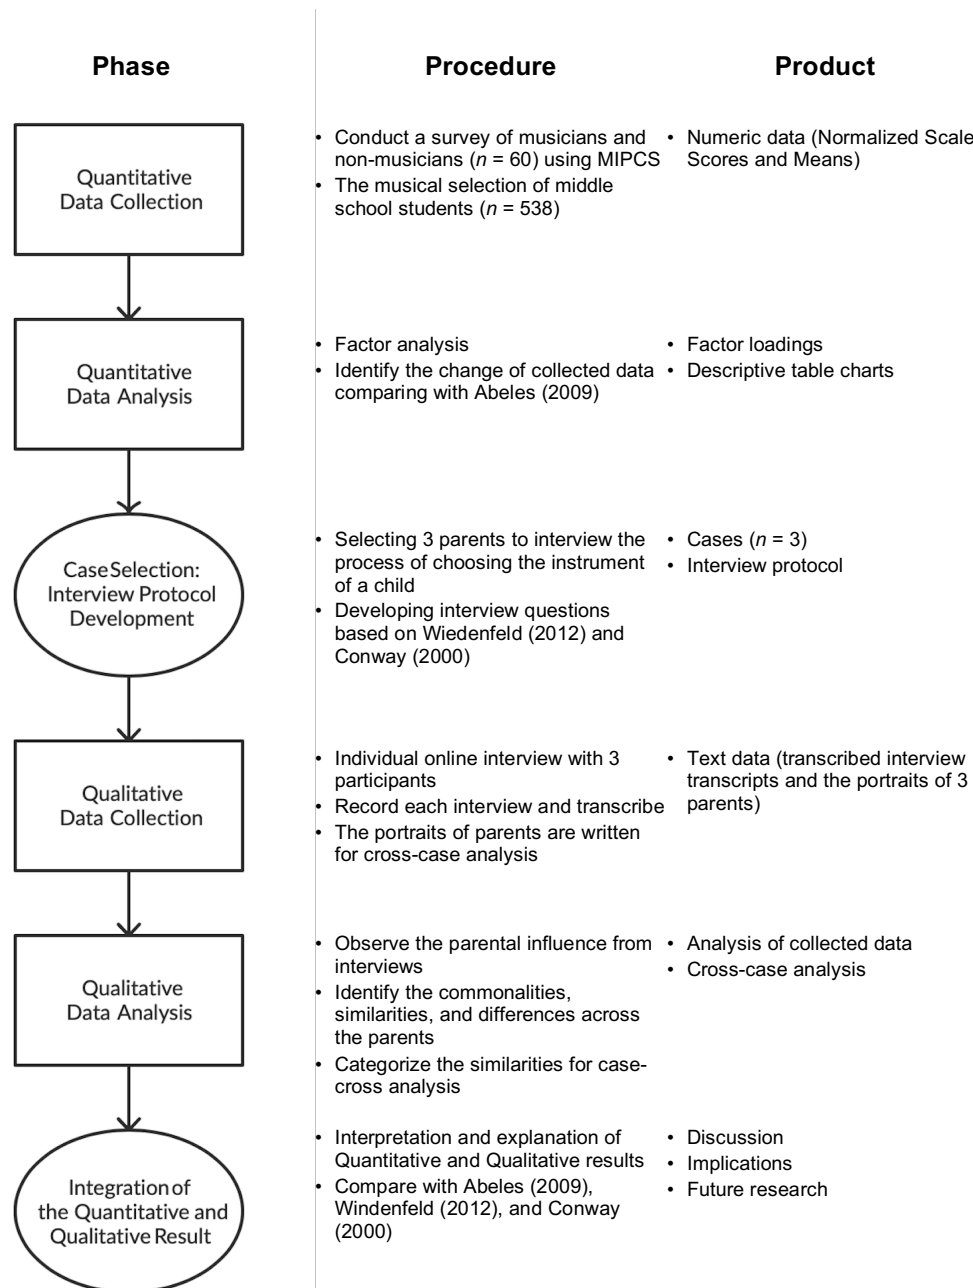 Phase
Procedure
Product
Quantitative
Data Collection
• Conduct a survey of musicians and
non-musicians (n = 60) using MIPCS
• The musical selection of middle
school students (n = 538)
• Numeric data (Normalized Scale
Scores and Means)
Quantitative
Data Analysis
• Factor analysis
• Identify the change of collected data
comparing with Abeles (2009)
• Factor loadings
• Descriptive table charts
Case Selection:
Interview Protocol
Development
• Selecting 3 parents to interview the
process of choosing the instrument
of a child
• Developing interview questions
based on Wiedenfeld (2012) and
Conway (2000)
• Cases (n = 3)
• Interview protocol
Qualitative
Data Collection
• Individual online interview with 3
participants
• Record each interview and transcribe
• The portraits of parents are written
for cross-case analysis
• Text data (transcribed interview
transcripts and the portraits of 3
parents)
Qualitative
Data Analysis
• Observe the parental influence from
interviews
• Identify the commonalities,
similarities, and differences across
the parents
• Categorize the similarities for case-
cross analysis
• Analysis of collected data
• Cross-case analysis
Integration of
the Quantitative and
Qualitative Result
• Interpretation and explanation of
Quantitative and Qualitative results
• Compare with Abeles (2009),
Windenfeld (2012), and Conway
(2000)
• Discussion
• Implications
• Future research